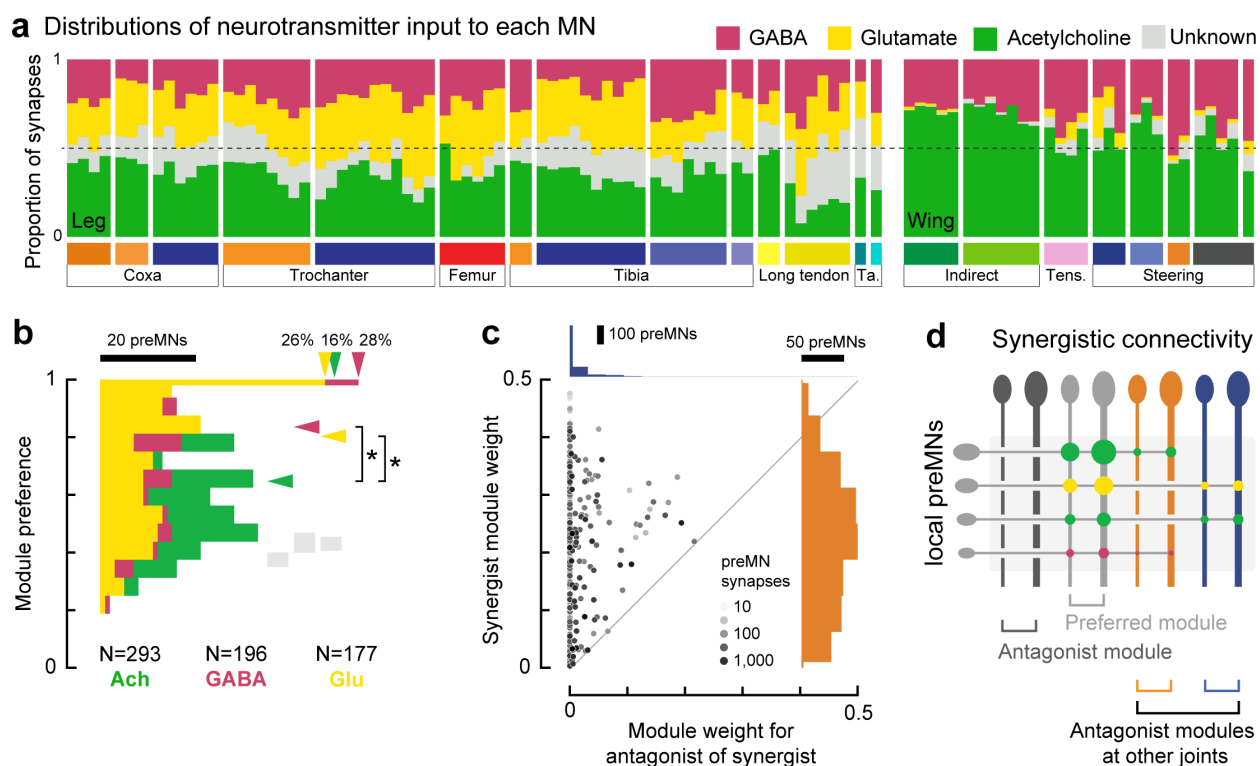 a Distributions of neurotransmitter input to each MN
GABA Glutamate Acetylcholine Unknown
Proportion of synapses
1
0
Leg
Wing
Coxa Trochanter Femur Tibia Long tendon Ta. Indirect Tens. Steering
b
20 preMNs
26% 16% 28%
Module preference
1
0
*
*
N=293 N=196 N=177
Ach GABA Glu
c
100 preMNs
50 preMNs
Synergist module weight
0.5
0
preMN
synapses
10
100
1,000
0 0.5
Module weight for
antagonist of synergist
d Synergistic connectivity
local preMNs
Preferred module
Antagonist module
Antagonist modules
at other joints